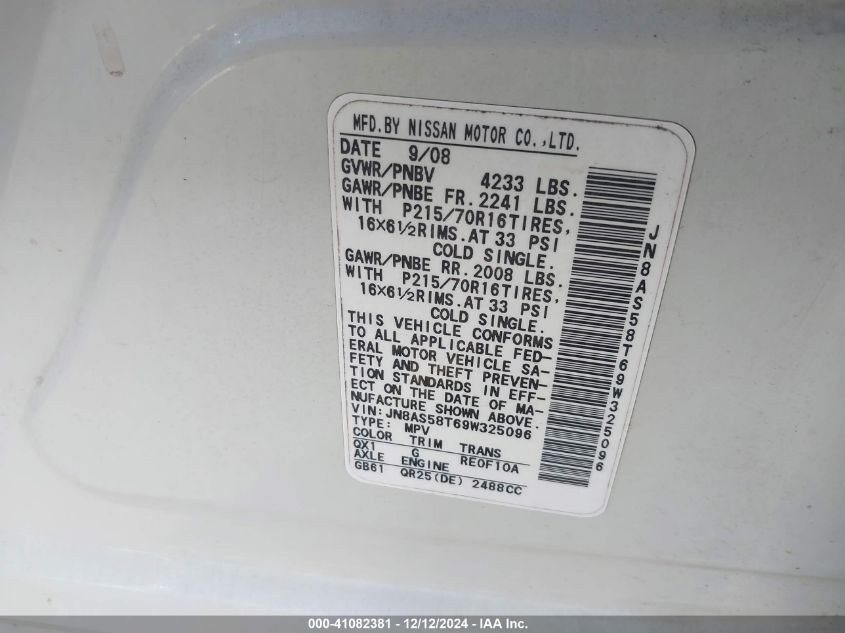 MFD.BY NISSAN MOTOR CO.,LTD.
DATE 9/08
GVWR/PNBV 4233 LBS.
GAWR/PNBE FR. 2241 LBS.
WITH P215/70R16TIRES,
16X6½RIMS.AT 33 PSI
COLD SINGLE.
GAWR/PNBE RR. 2008 LBS.
WITH P215/70R16TIRES,
16X6½RIMS.AT 33 PSI
COLD SINGLE.
THIS VEHICLE CONFORMS
TO ALL APPLICABLE FED-
ERAL MOTOR VEHICLE SA-
FETY AND THEFT PREVEN-
TION STANDARDS IN EFF-
ECT ON THE DATE OF MA-
NUFACTURE SHOWN ABOVE.
VIN: JN8AS58T69W325096
TYPE: MPV
COLOR TRIM TRANS
QX1 G RE0F10A
AXLE ENGINE
GB61 QR25(DE) 2488CC
JN8AS58T69W325096
000-41082381 - 12/12/2024 - IAA Inc.